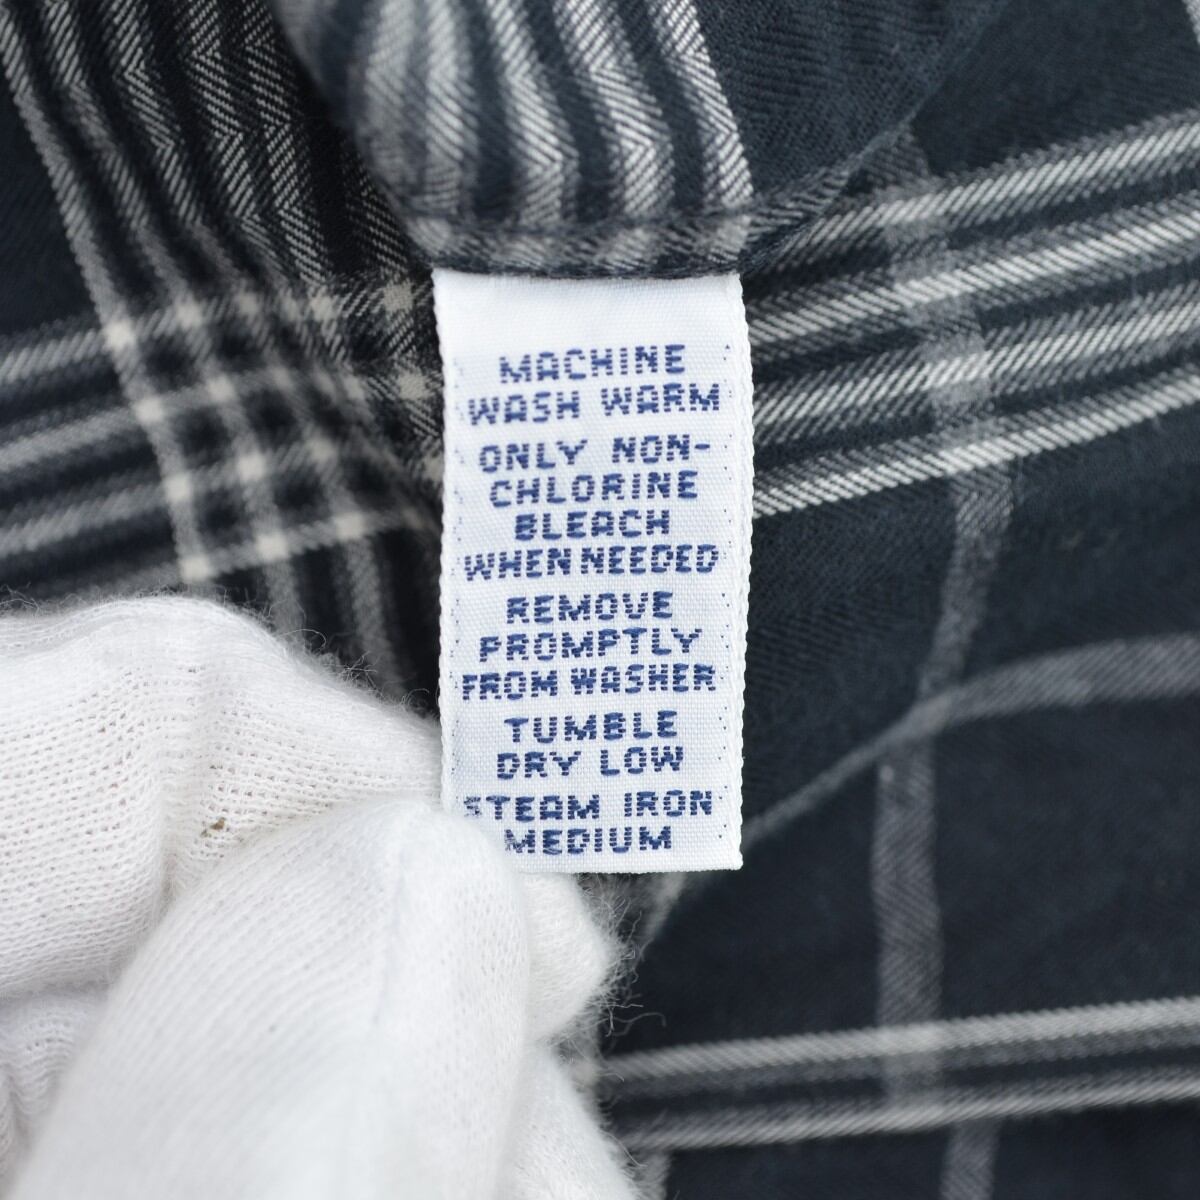 MACHINE
WASH WARM
ONLY NON-
CHLORINE
BLEACH
WHEN NEEDED
REMOVE
PROMPTLY
FROM WASHER
TUMBLE
DRY LOW
STEAM IRON
MEDIUM